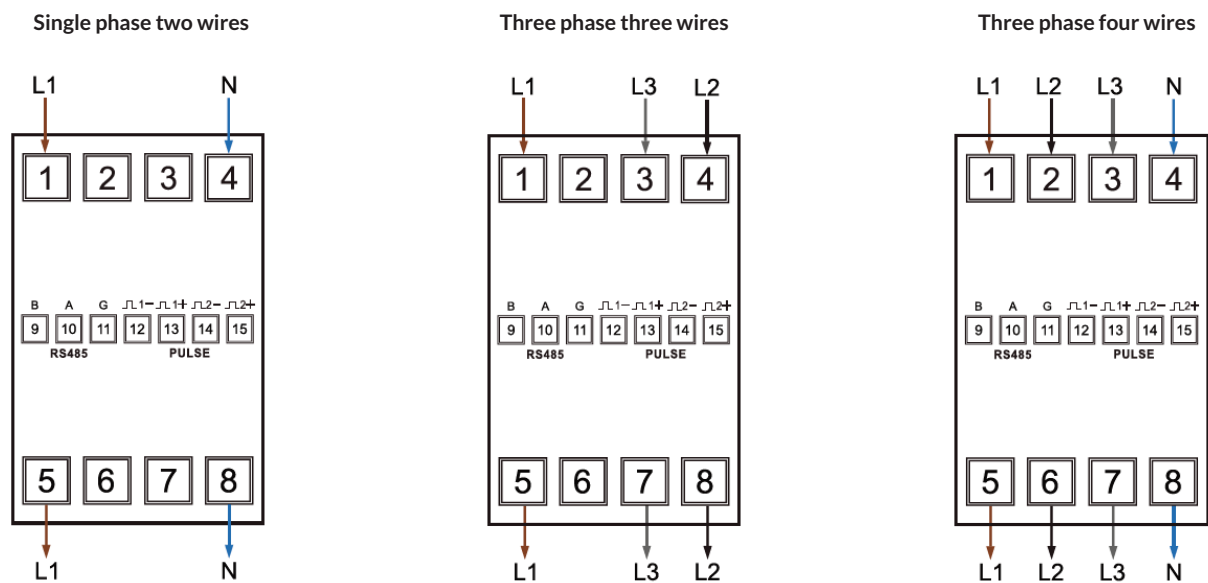 Single phase two wires
Three phase three wires
Three phase four wires
L1 N
L1 L3 L2
L1 L2 L3 N
1 2 3 4
1 2 3 4
1 2 3 4
B A G ⎍1− ⎍1+ ⎍2− ⎍2+
9 10 11 12 13 14 15
RS485 PULSE
B A G ⎍1− ⎍1+ ⎍2− ⎍2+
9 10 11 12 13 14 15
RS485 PULSE
B A G ⎍1− ⎍1+ ⎍2− ⎍2+
9 10 11 12 13 14 15
RS485 PULSE
5 6 7 8
5 6 7 8
5 6 7 8
L1 N
L1 L3 L2
L1 L2 L3 N